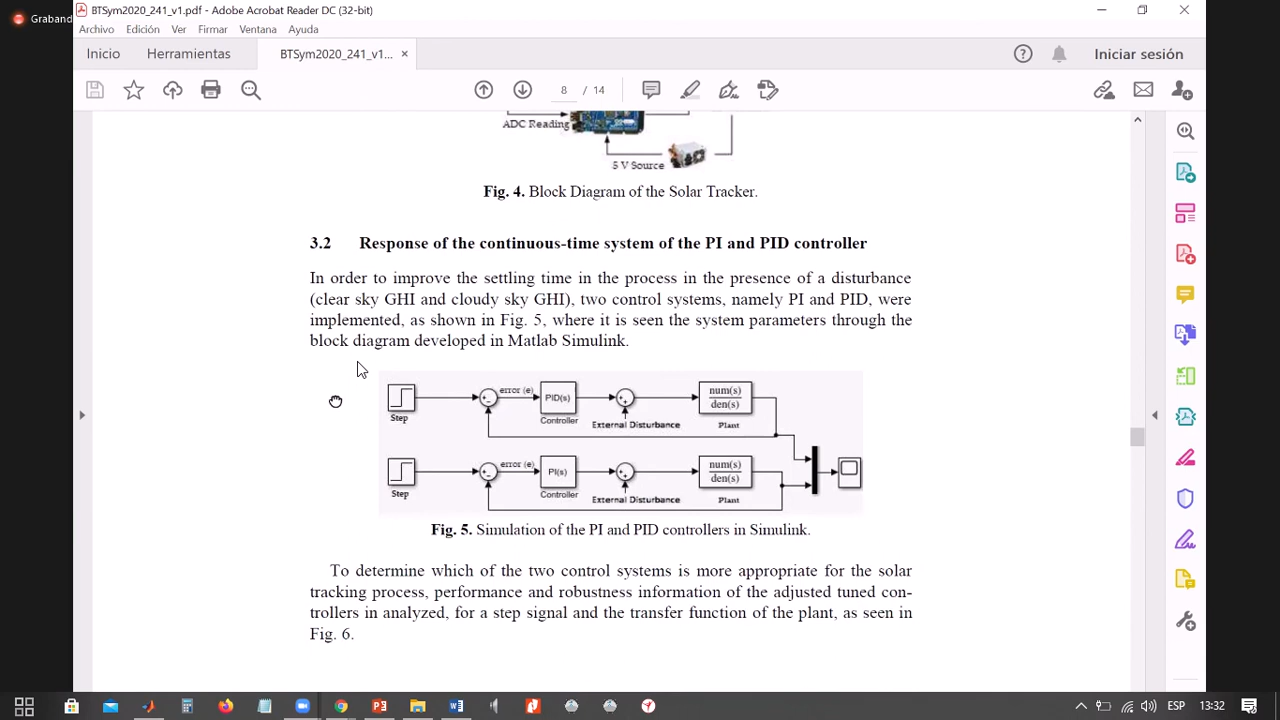 Graband
BTSym2020_241_v1.pdf - Adobe Acrobat Reader DC (32-bit)
Archivo Edición Ver Firmar Ventana Ayuda
Inicio Herramientas BTSym2020_241_v1... × Iniciar sesión
8 / 14
ADC Reading
5 V Source
Fig. 4. Block Diagram of the Solar Tracker.
3.2 Response of the continuous-time system of the PI and PID controller
In order to improve the settling time in the process in the presence of a disturbance
(clear sky GHI and cloudy sky GHI), two control systems, namely PI and PID, were
implemented, as shown in Fig. 5, where it is seen the system parameters through the
block diagram developed in Matlab Simulink.
Step error (e) PID(s) Controller External Disturbance num(s) den(s) Plant
Step error (e) PI(s) Controller External Disturbance num(s) den(s) Plant
Fig. 5. Simulation of the PI and PID controllers in Simulink.
To determine which of the two control systems is more appropriate for the solar
tracking process, performance and robustness information of the adjusted tuned con-
trollers in analyzed, for a step signal and the transfer function of the plant, as seen in
Fig. 6.
ESP 13:32